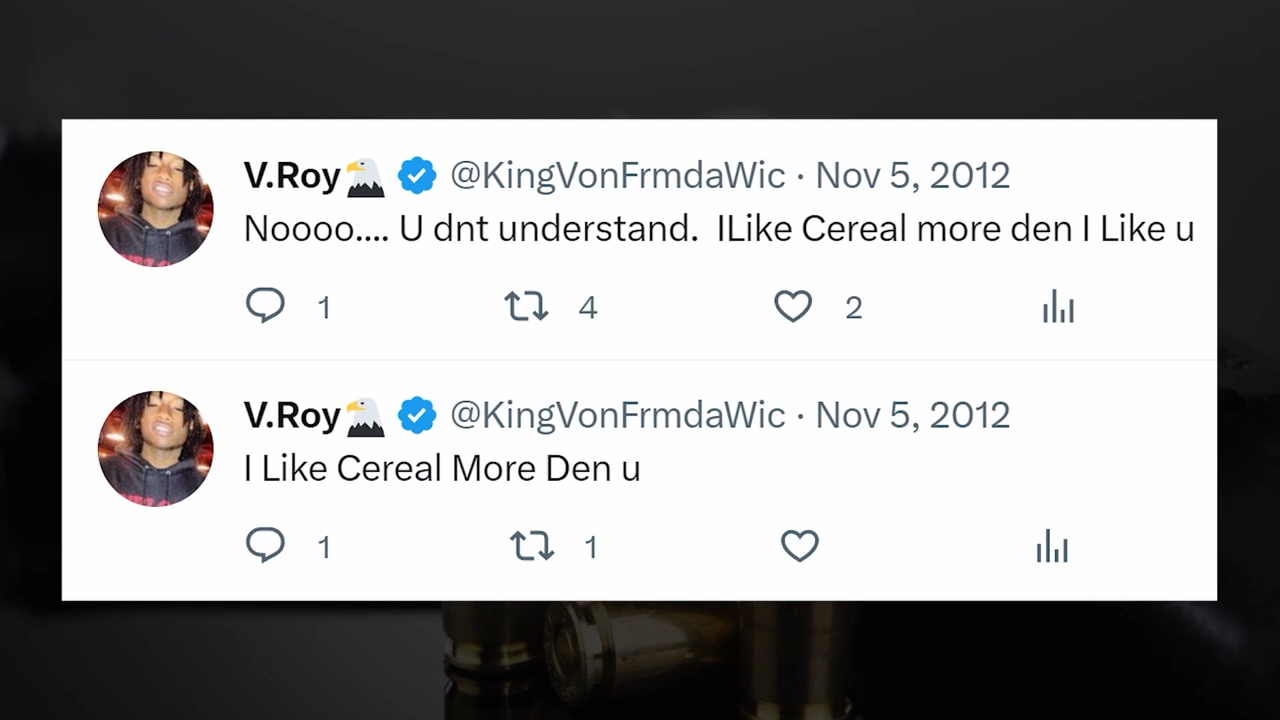 V.Roy🦅 @KingVonFrmdaWic · Nov 5, 2012
Noooo.... U dnt understand.  ILike Cereal more den I Like u
1 4 2
V.Roy🦅 @KingVonFrmdaWic · Nov 5, 2012
I Like Cereal More Den u
1 1